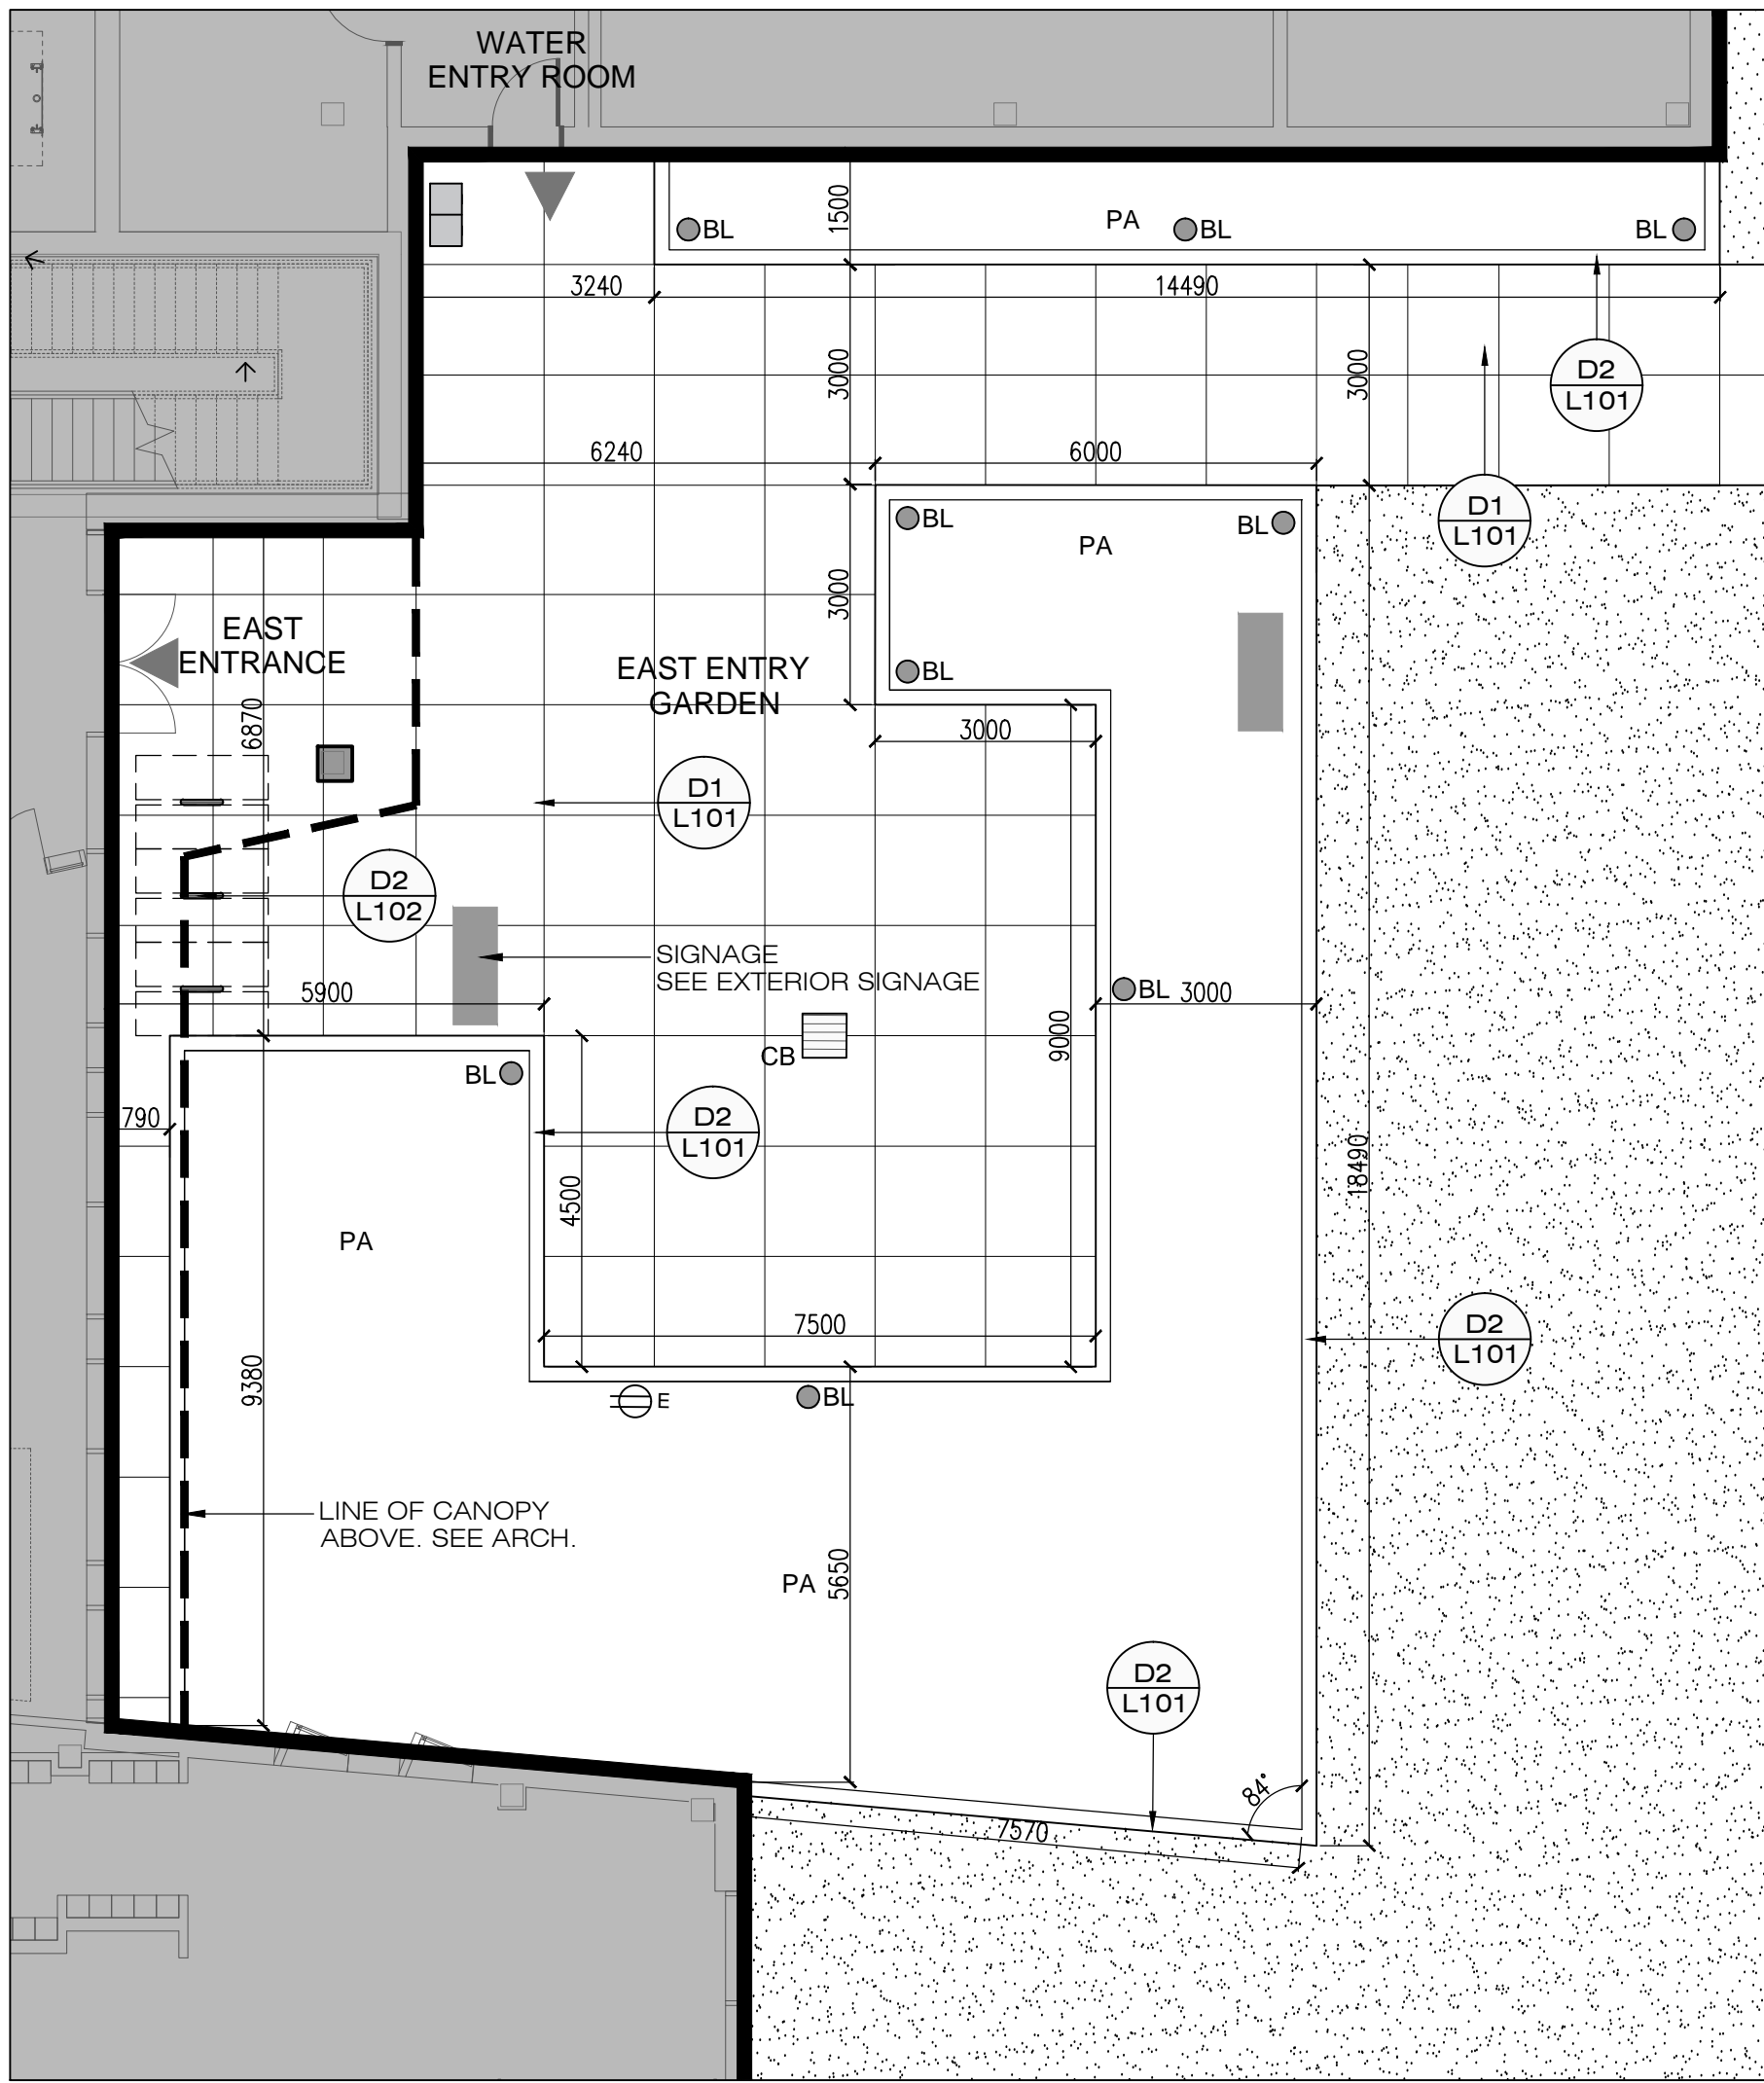 WATER
ENTRY ROOM
1500
BL
BL
PA
BL
3240
14490
3000
3000
D2
L101
6240
6000
D1
L101
BL
PA
BL
3000
EAST
ENTRANCE
EAST ENTRY
GARDEN
BL
6870
3000
D1
L101
D2
L102
SIGNAGE
SEE EXTERIOR SIGNAGE
5900
BL
3000
CB
9000
BL
790
D2
L101
4500
18490
PA
7500
D2
L101
9380
E
BL
LINE OF CANOPY
ABOVE. SEE ARCH.
PA
5650
D2
L101
84°
7570